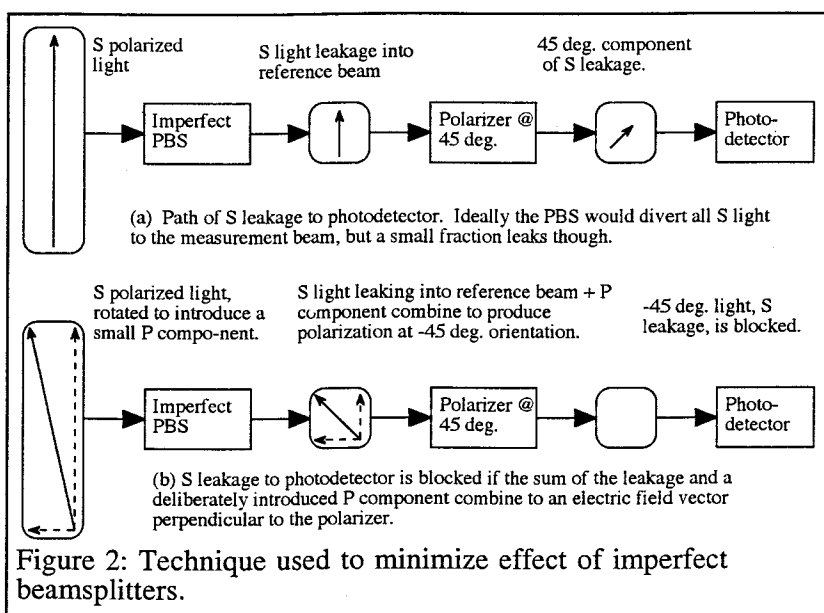 S polarized
light
S light leakage into
reference beam
45 deg. component
of S leakage.
Imperfect
PBS
Polarizer @
45 deg.
Photo-
detector
(a) Path of S leakage to photodetector. Ideally the PBS would divert all S light
to the measurement beam, but a small fraction leaks though.
S polarized light,
rotated to introduce a
small P compo-nent.
S light leaking into reference beam + P
component combine to produce
polarization at -45 deg. orientation.
-45 deg. light, S
leakage, is blocked.
Imperfect
PBS
Polarizer @
45 deg.
Photo-
detector
(b) S leakage to photodetector is blocked if the sum of the leakage and a
deliberately introduced P component combine to an electric field vector
perpendicular to the polarizer.
Figure 2: Technique used to minimize effect of imperfect
beamsplitters.